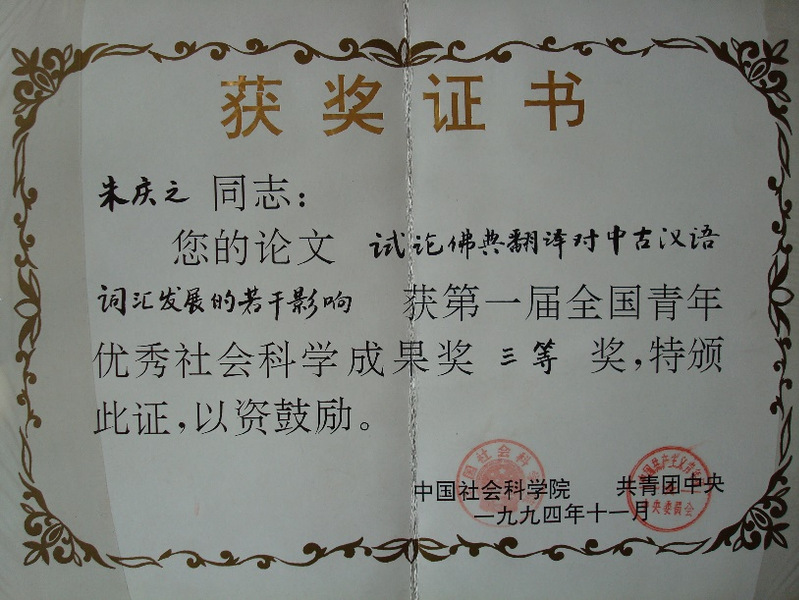 获奖证书
朱庆之 同志：
您的论文 试论佛典翻译对中古汉语
词汇发展的若干影响 获第一届全国青年
优秀社会科学成果奖 三等 奖，特颁
此证，以资鼓励。
中国社会科学院 共青团中央
一九九四年十一月